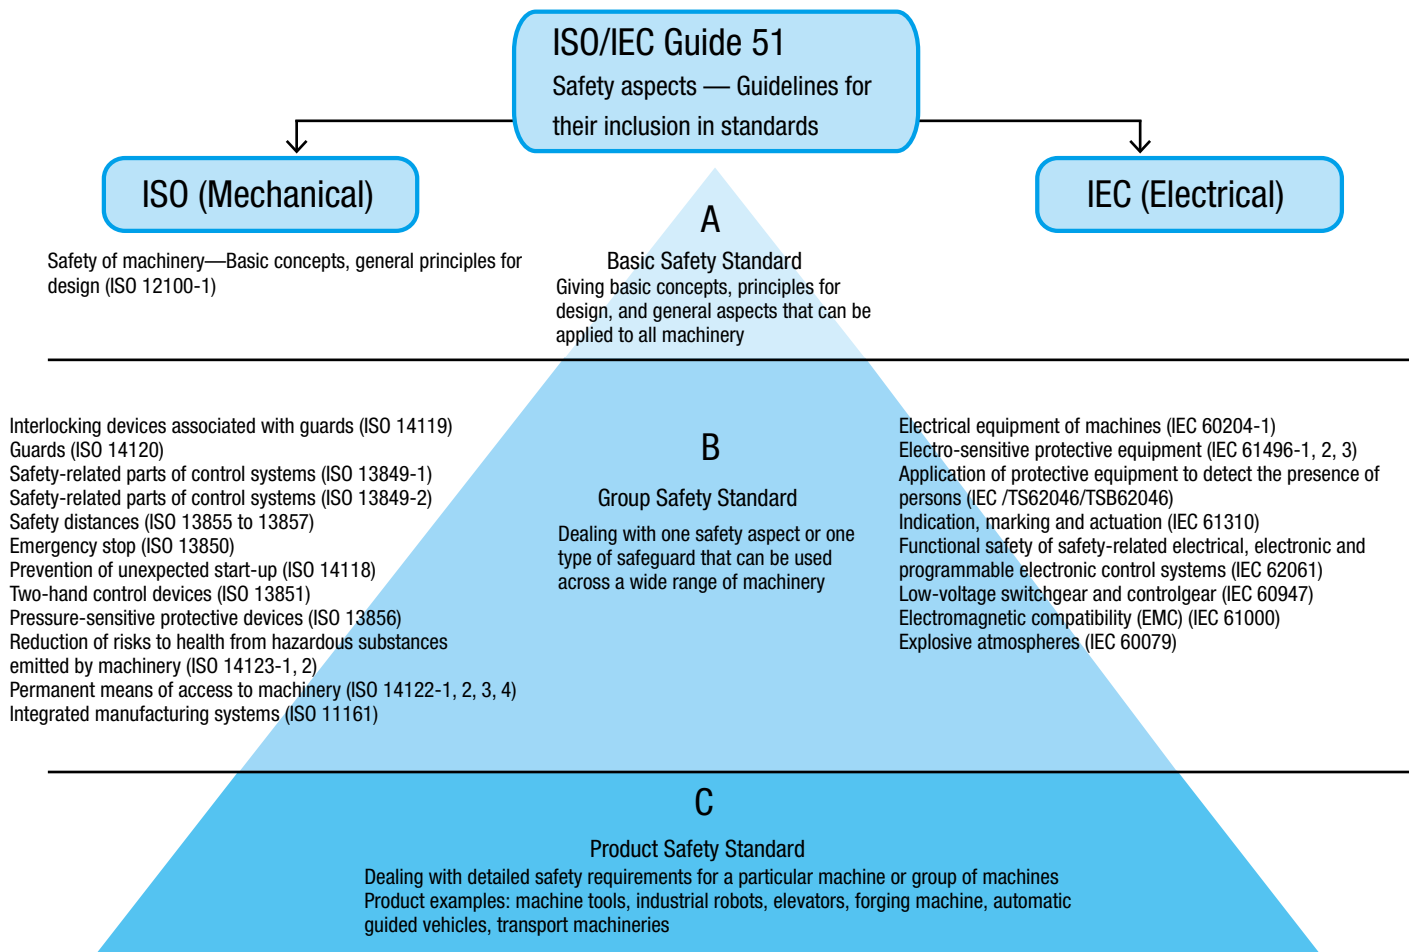 ISO/IEC Guide 51
Safety aspects — Guidelines for
their inclusion in standards
ISO (Mechanical)
IEC (Electrical)
Safety of machinery—Basic concepts, general principles for
design (ISO 12100-1)
A
Basic Safety Standard
Giving basic concepts, principles for
design, and general aspects that can be
applied to all machinery
Interlocking devices associated with guards (ISO 14119)
Guards (ISO 14120)
Safety-related parts of control systems (ISO 13849-1)
Safety-related parts of control systems (ISO 13849-2)
Safety distances (ISO 13855 to 13857)
Emergency stop (ISO 13850)
Prevention of unexpected start-up (ISO 14118)
Two-hand control devices (ISO 13851)
Pressure-sensitive protective devices (ISO 13856)
Reduction of risks to health from hazardous substances
emitted by machinery (ISO 14123-1, 2)
Permanent means of access to machinery (ISO 14122-1, 2, 3, 4)
Integrated manufacturing systems (ISO 11161)
B
Group Safety Standard
Dealing with one safety aspect or one
type of safeguard that can be used
across a wide range of machinery
Electrical equipment of machines (IEC 60204-1)
Electro-sensitive protective equipment (IEC 61496-1, 2, 3)
Application of protective equipment to detect the presence of
persons (IEC /TS62046/TSB62046)
Indication, marking and actuation (IEC 61310)
Functional safety of safety-related electrical, electronic and
programmable electronic control systems (IEC 62061)
Low-voltage switchgear and controlgear (IEC 60947)
Electromagnetic compatibility (EMC) (IEC 61000)
Explosive atmospheres (IEC 60079)
C
Product Safety Standard
Dealing with detailed safety requirements for a particular machine or group of machines
Product examples: machine tools, industrial robots, elevators, forging machine, automatic
guided vehicles, transport machineries